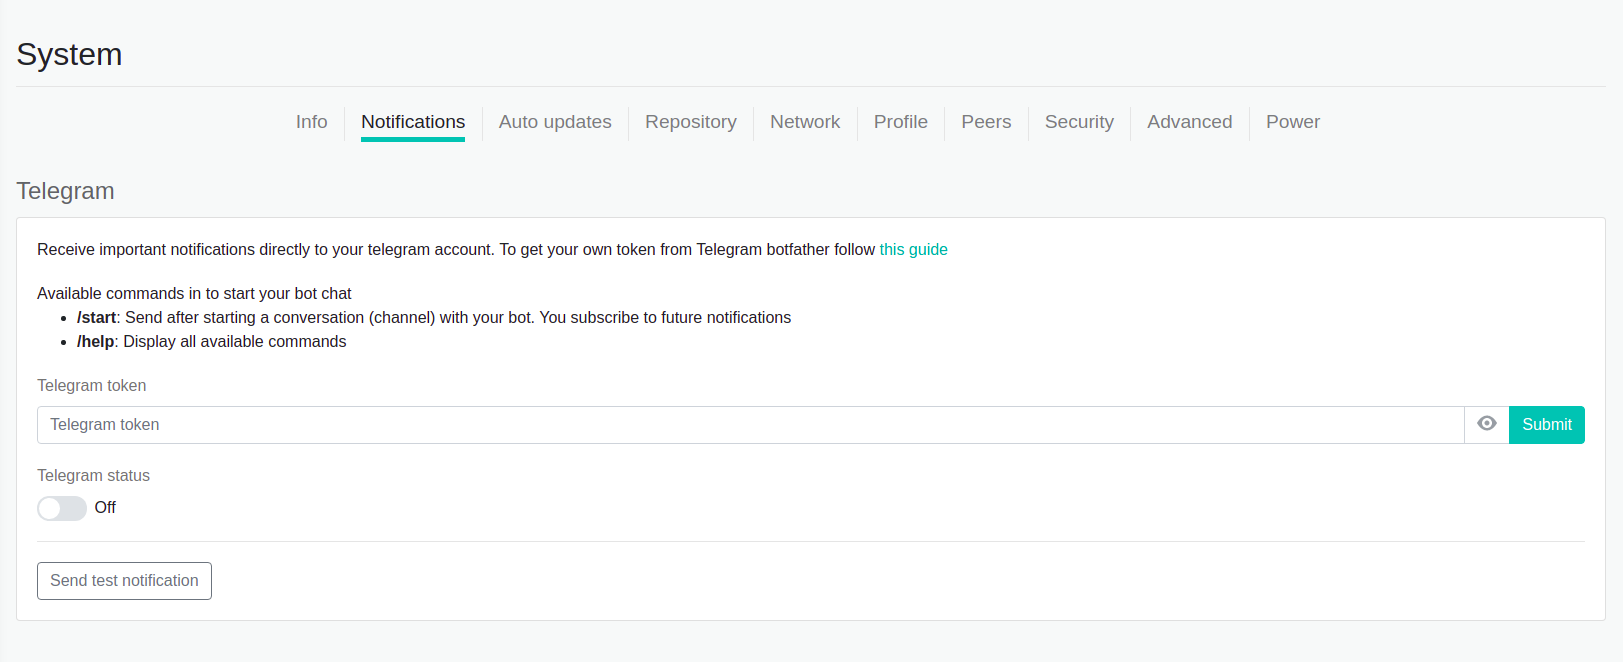 System
Info Notifications Auto updates Repository Network Profile Peers Security Advanced Power
Telegram
Receive important notifications directly to your telegram account. To get your own token from Telegram botfather follow this guide
Available commands in to start your bot chat
• /start: Send after starting a conversation (channel) with your bot. You subscribe to future notifications
• /help: Display all available commands
Telegram token
Telegram token Submit
Telegram status
Off
Send test notification